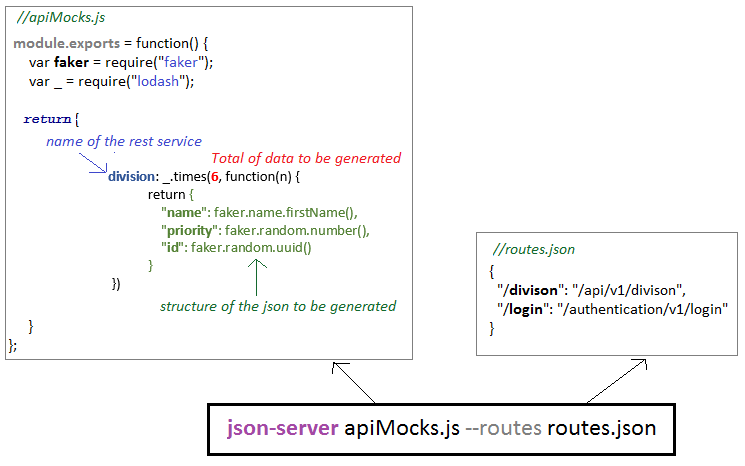 //apiMocks.js
module.exports = function() {
var faker = require("faker");
var _ = require("lodash");
return {
name of the rest service
Total of data to be generated
division: _.times(6, function(n) {
return {
"name": faker.name.firstName(),
"priority": faker.random.number(),
"id": faker.random.uuid()
}
})
structure of the json to be generated
}
};
//routes.json
{
"/divison": "/api/v1/divison",
"/login": "/authentication/v1/login"
}
json-server apiMocks.js --routes routes.json